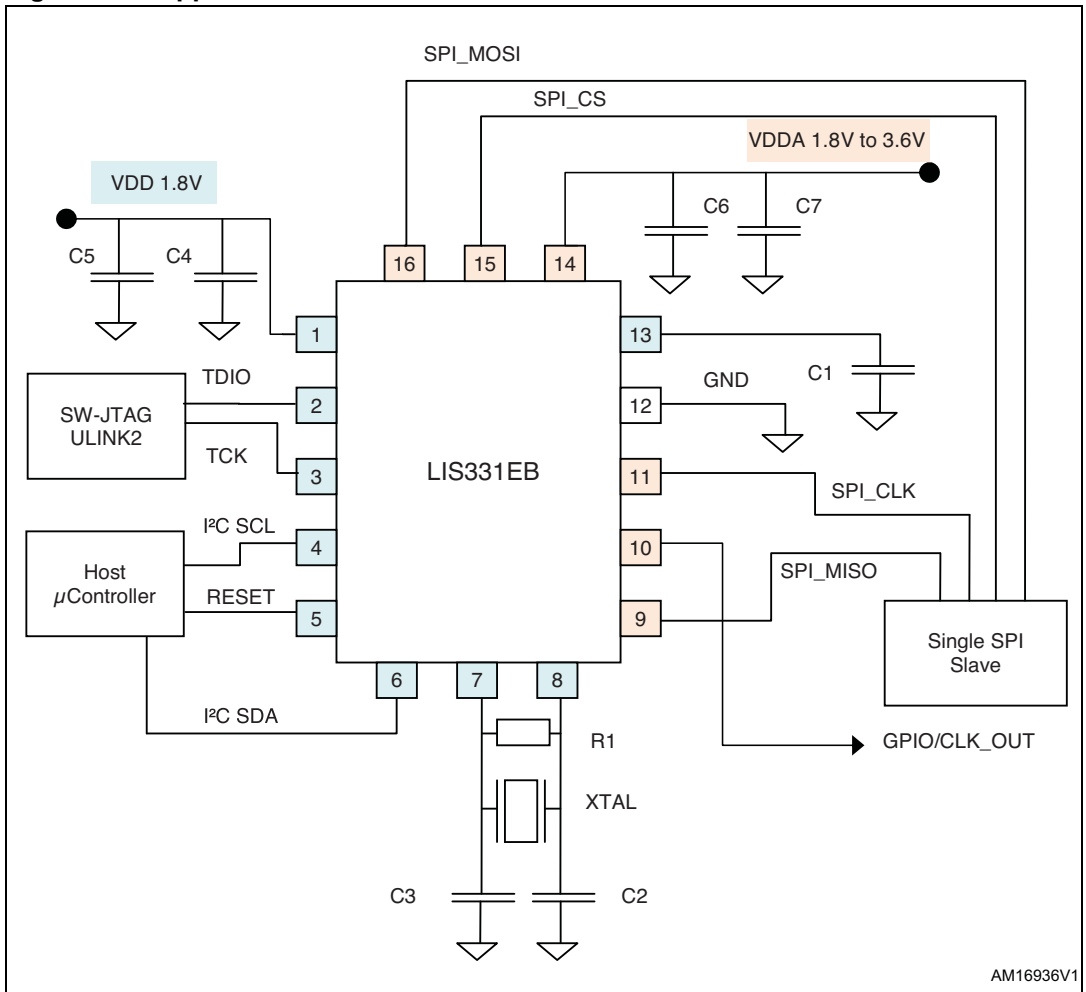 SPI_MOSI
SPI_CS
VDDA 1.8V to 3.6V
VDD 1.8V
C6
C7
C5
C4
16
15
14
1
13
TDIO
GND
C1
2
12
SW-JTAG
ULINK2
TCK
3
LIS331EB
11
SPI_CLK
I²C SCL
4
10
Host
µController
SPI_MISO
RESET
5
9
Single SPI
Slave
6
7
8
I²C SDA
R1
GPIO/CLK_OUT
XTAL
C3
C2
AM16936V1